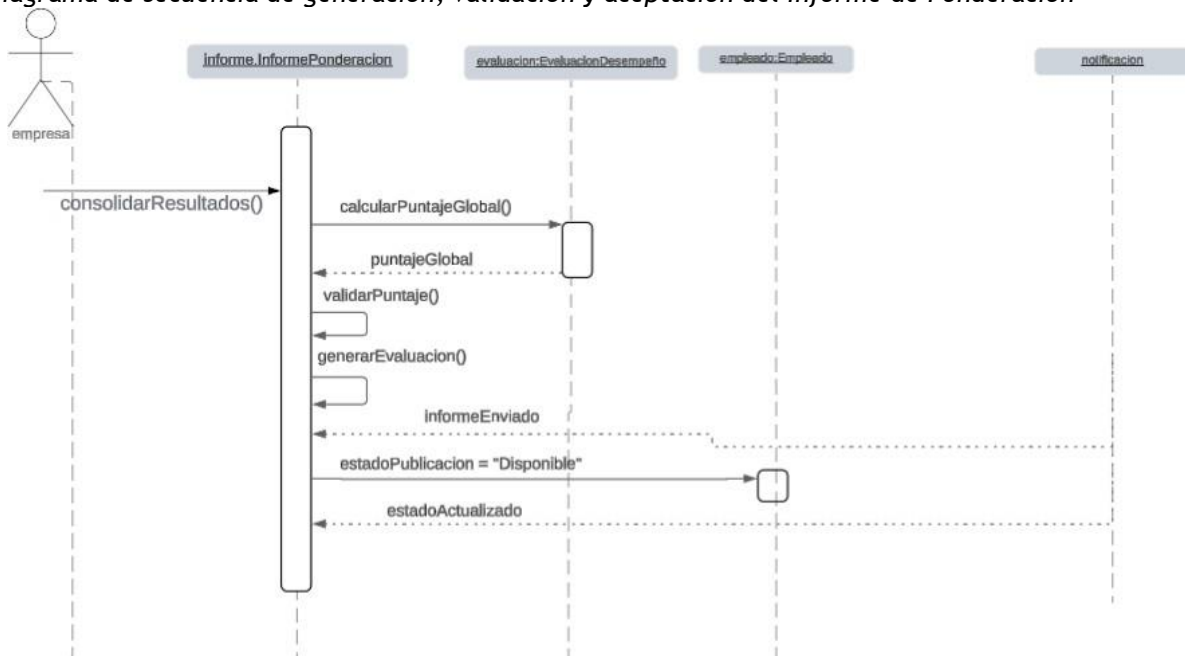 diagrama de secuencia de generación, validación y aceptación del Informe de Ponderación
informe.InformePonderacion
evaluacion:EvaluacionDesempeño
empleado:Empleado
notificacion
empresa
consolidarResultados()
calcularPuntajeGlobal()
puntajeGlobal
validarPuntaje()
generarEvaluacion()
informeEnviado
estadoPublicacion = "Disponible"
estadoActualizado